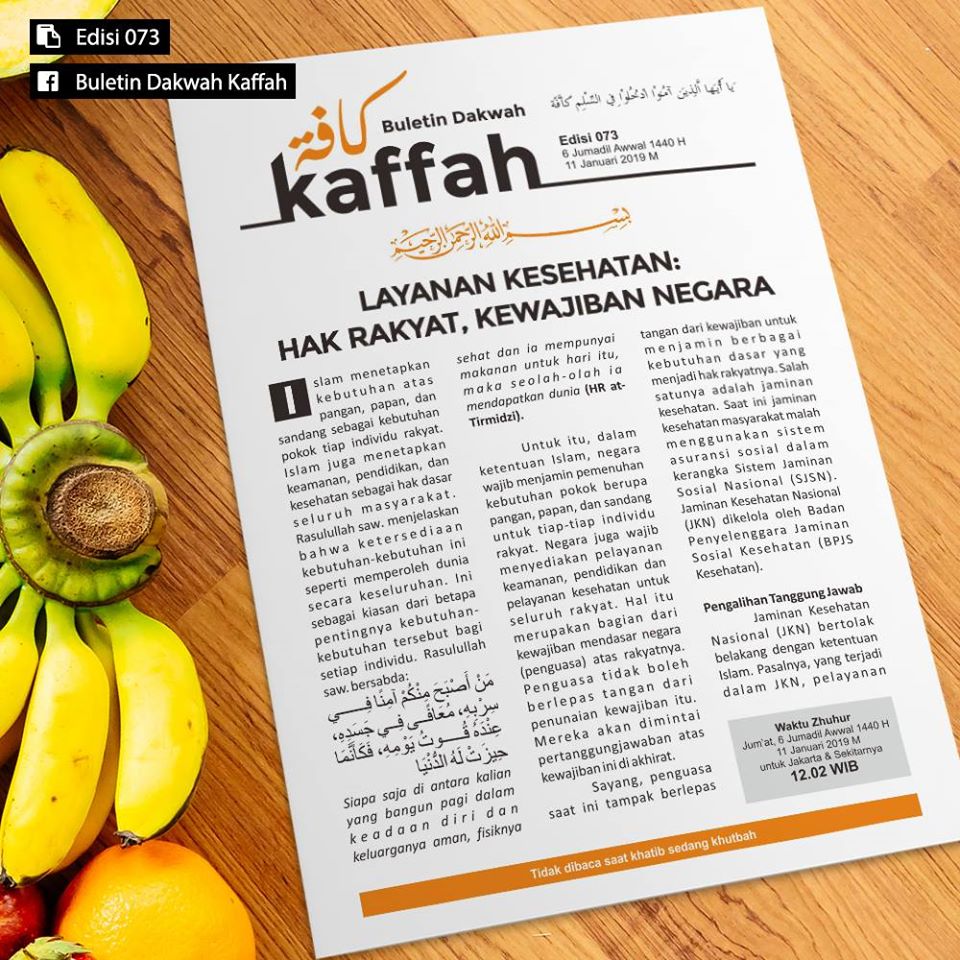 Edisi 073
Buletin Dakwah Kaffah
كافة
Buletin Dakwah
kaffah
يَا أَيُّهَا الَّذِينَ آمَنُوا ادْخُلُوا فِي السِّلْمِ كَافَّةً
Edisi 073
6 Jumadil Awwal 1440 H
11 Januari 2019 M
بِسْمِ اللهِ الرَّحْمَنِ الرَّحِيْمِ
LAYANAN KESEHATAN:
HAK RAKYAT, KEWAJIBAN NEGARA
Islam menetapkan
kebutuhan atas
pangan, papan, dan
sandang sebagai kebutuhan
pokok tiap individu rakyat.
Islam juga menetapkan
keamanan, pendidikan, dan
kesehatan sebagai hak dasar
seluruh masyarakat.
Rasulullah saw. menjelaskan
bahwa ketersediaan
kebutuhan-kebutuhan ini
seperti memperoleh dunia
secara keseluruhan. Ini
sebagai kiasan dari betapa
pentingnya kebutuhan-
kebutuhan tersebut bagi
setiap individu. Rasulullah
saw. bersabda:
مَنْ أَصْبَحَ مِنْكُمْ آمِنًا فِــــي
سِرْبِهِ، مُعَافًى فِــي جَسَدِهِ،
عِنْدَهُ قُــــوتُ يَوْمِهِ، فَكَأَنَّمَا
حِيزَتْ لَهُ الدُّنْيَا
Siapa saja di antara kalian
yang bangun pagi dalam
keadaan diri dan
keluarganya aman, fisiknya
sehat dan ia mempunyai
makanan untuk hari itu,
maka seolah-olah ia
mendapatkan dunia (HR at-
Tirmidzi).
Untuk itu, dalam
ketentuan Islam, negara
wajib menjamin pemenuhan
kebutuhan pokok berupa
pangan, papan, dan sandang
untuk tiap-tiap individu
rakyat. Negara juga wajib
menyediakan pelayanan
keamanan, pendidikan dan
pelayanan kesehatan untuk
seluruh rakyat. Hal itu
merupakan bagian dari
kewajiban mendasar negara
(penguasa) atas rakyatnya.
Penguasa tidak boleh
berlepas tangan dari
penunaian kewajiban itu.
Mereka akan dimintai
pertanggungjawaban atas
kewajiban ini di akhirat.
Sayang, penguasa
saat ini tampak berlepas
tangan dari kewajiban untuk
menjamin berbagai
kebutuhan dasar yang
menjadi hak rakyatnya. Salah
satunya adalah jaminan
kesehatan. Saat ini jaminan
kesehatan masyarakat malah
menggunakan sistem
asuransi sosial dalam
kerangka Sistem Jaminan
Sosial Nasional (SJSN).
Jaminan Kesehatan Nasional
(JKN) dikelola oleh Badan
Penyelenggara Jaminan
Sosial Kesehatan (BPJS
Kesehatan).
Pengalihan Tanggung Jawab
Jaminan Kesehatan
Nasional (JKN) bertolak
belakang dengan ketentuan
Islam. Pasalnya, yang terjadi
dalam JKN, pelayanan
Waktu Zhuhur
Jum'at, 6 Jumadil Awwal 1440 H
11 Januari 2019 M
untuk Jakarta & Sekitarnya
12.02 WIB
Tidak dibaca saat khatib sedang khutbah